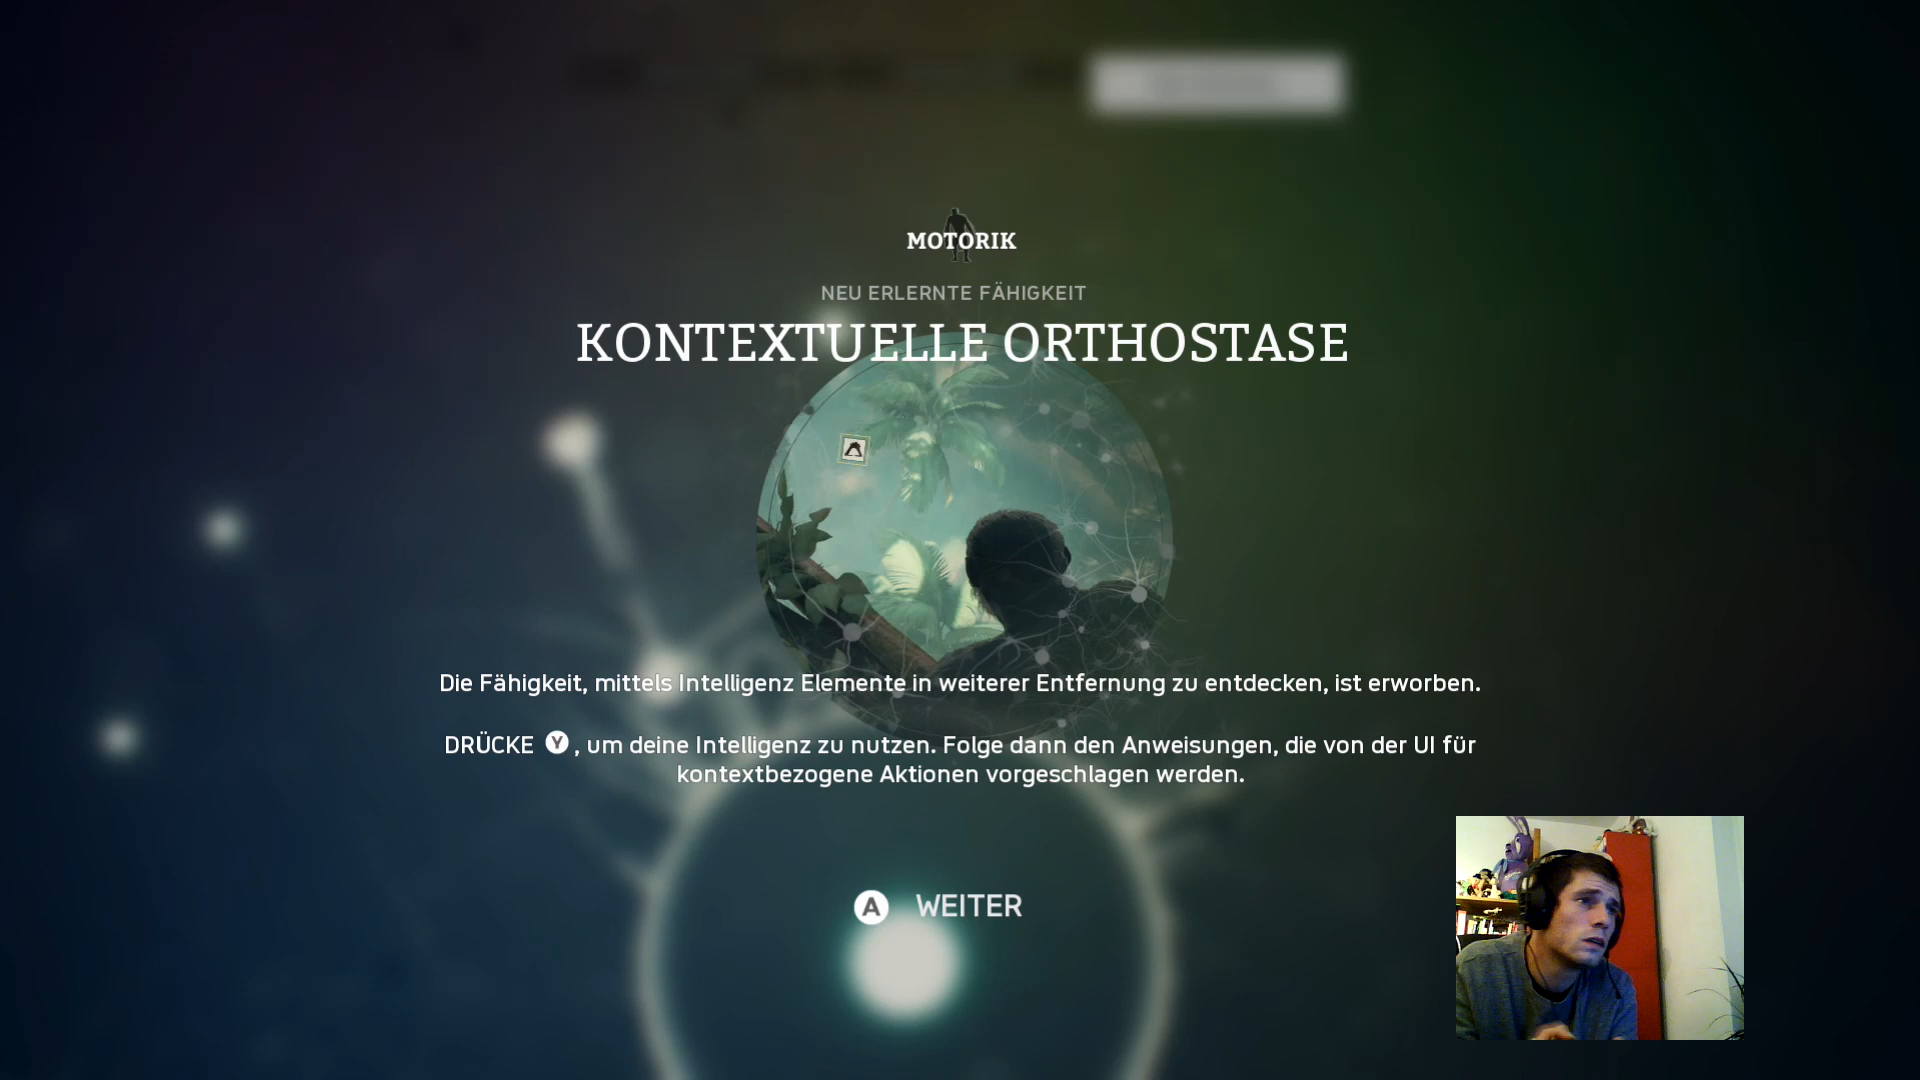 MOTORIK
NEU ERLERNTE FÄHIGKEIT
KONTEXTUELLE ORTHOSTASE
Die Fähigkeit, mittels Intelligenz Elemente in weiterer Entfernung zu entdecken, ist erworben.
DRÜCKE Y, um deine Intelligenz zu nutzen. Folge dann den Anweisungen, die von der UI für
kontextbezogene Aktionen vorgeschlagen werden.
A WEITER